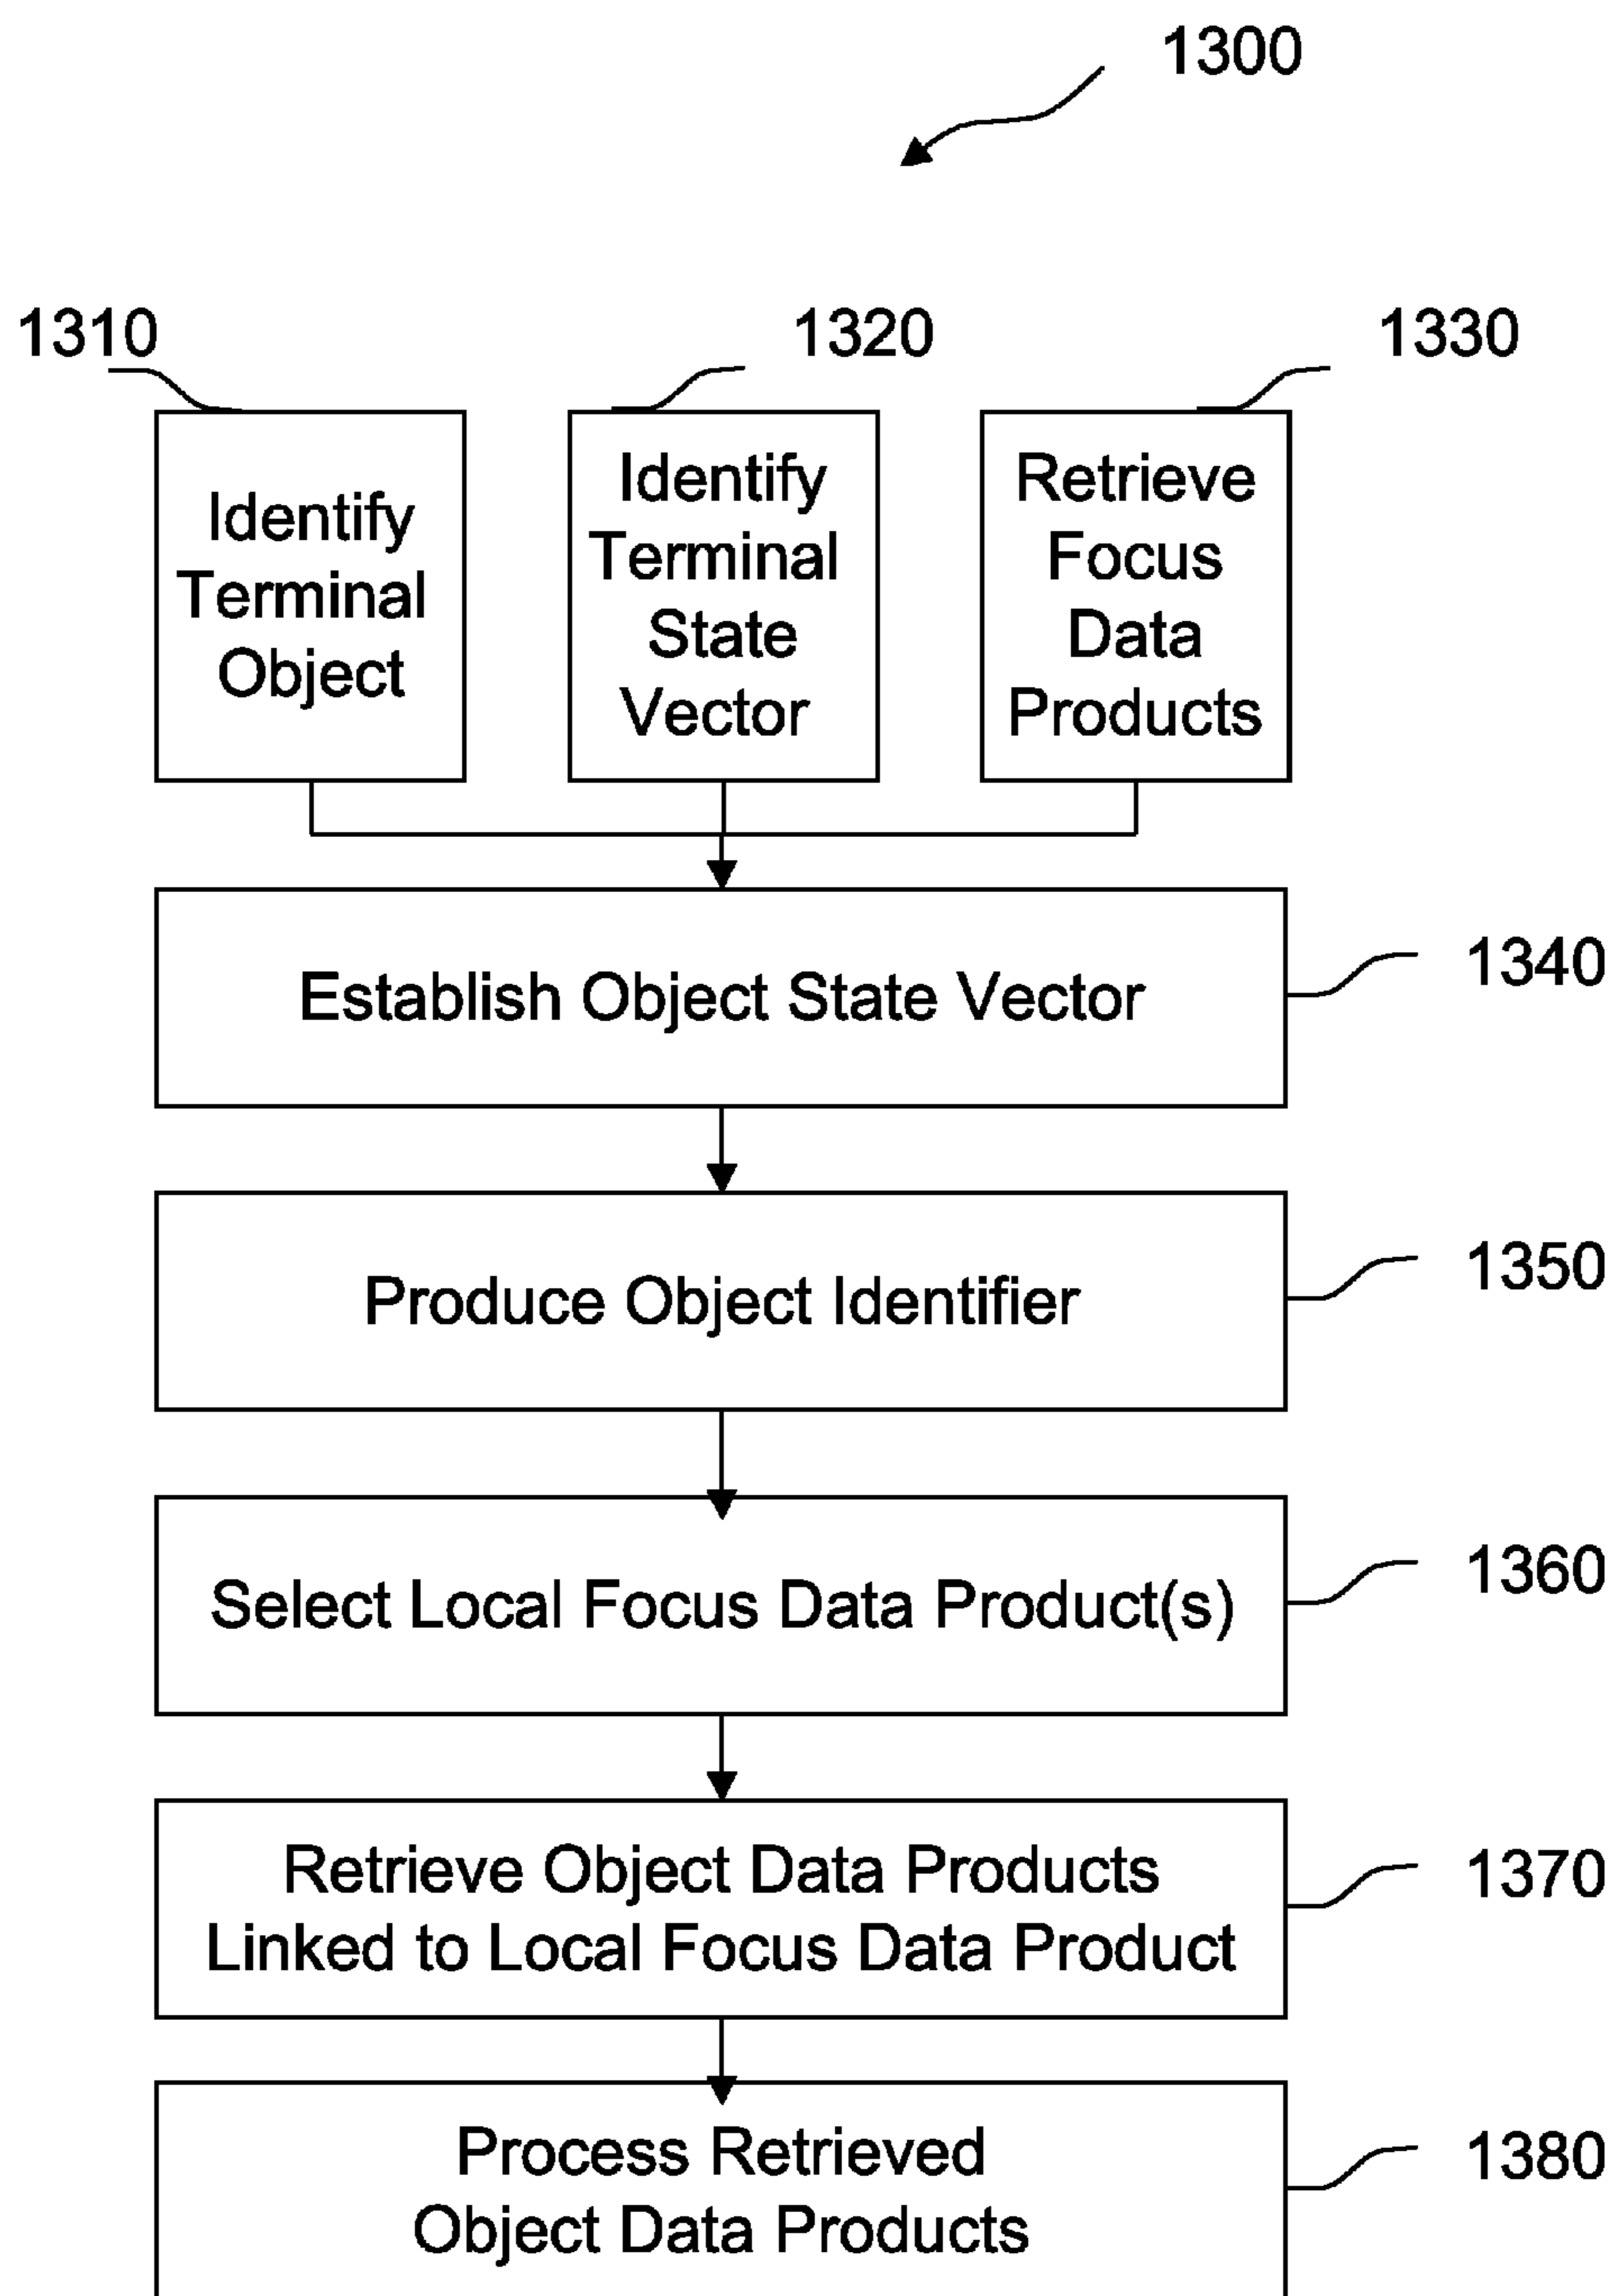 1300
1310
1320
1330
Identify
Terminal
Object
Identify
Terminal
State
Vector
Retrieve
Focus
Data
Products
Establish Object State Vector
1340
Produce Object Identifier
1350
Select Local Focus Data Product(s)
1360
Retrieve Object Data Products
Linked to Local Focus Data Product
1370
Process Retrieved
Object Data Products
1380